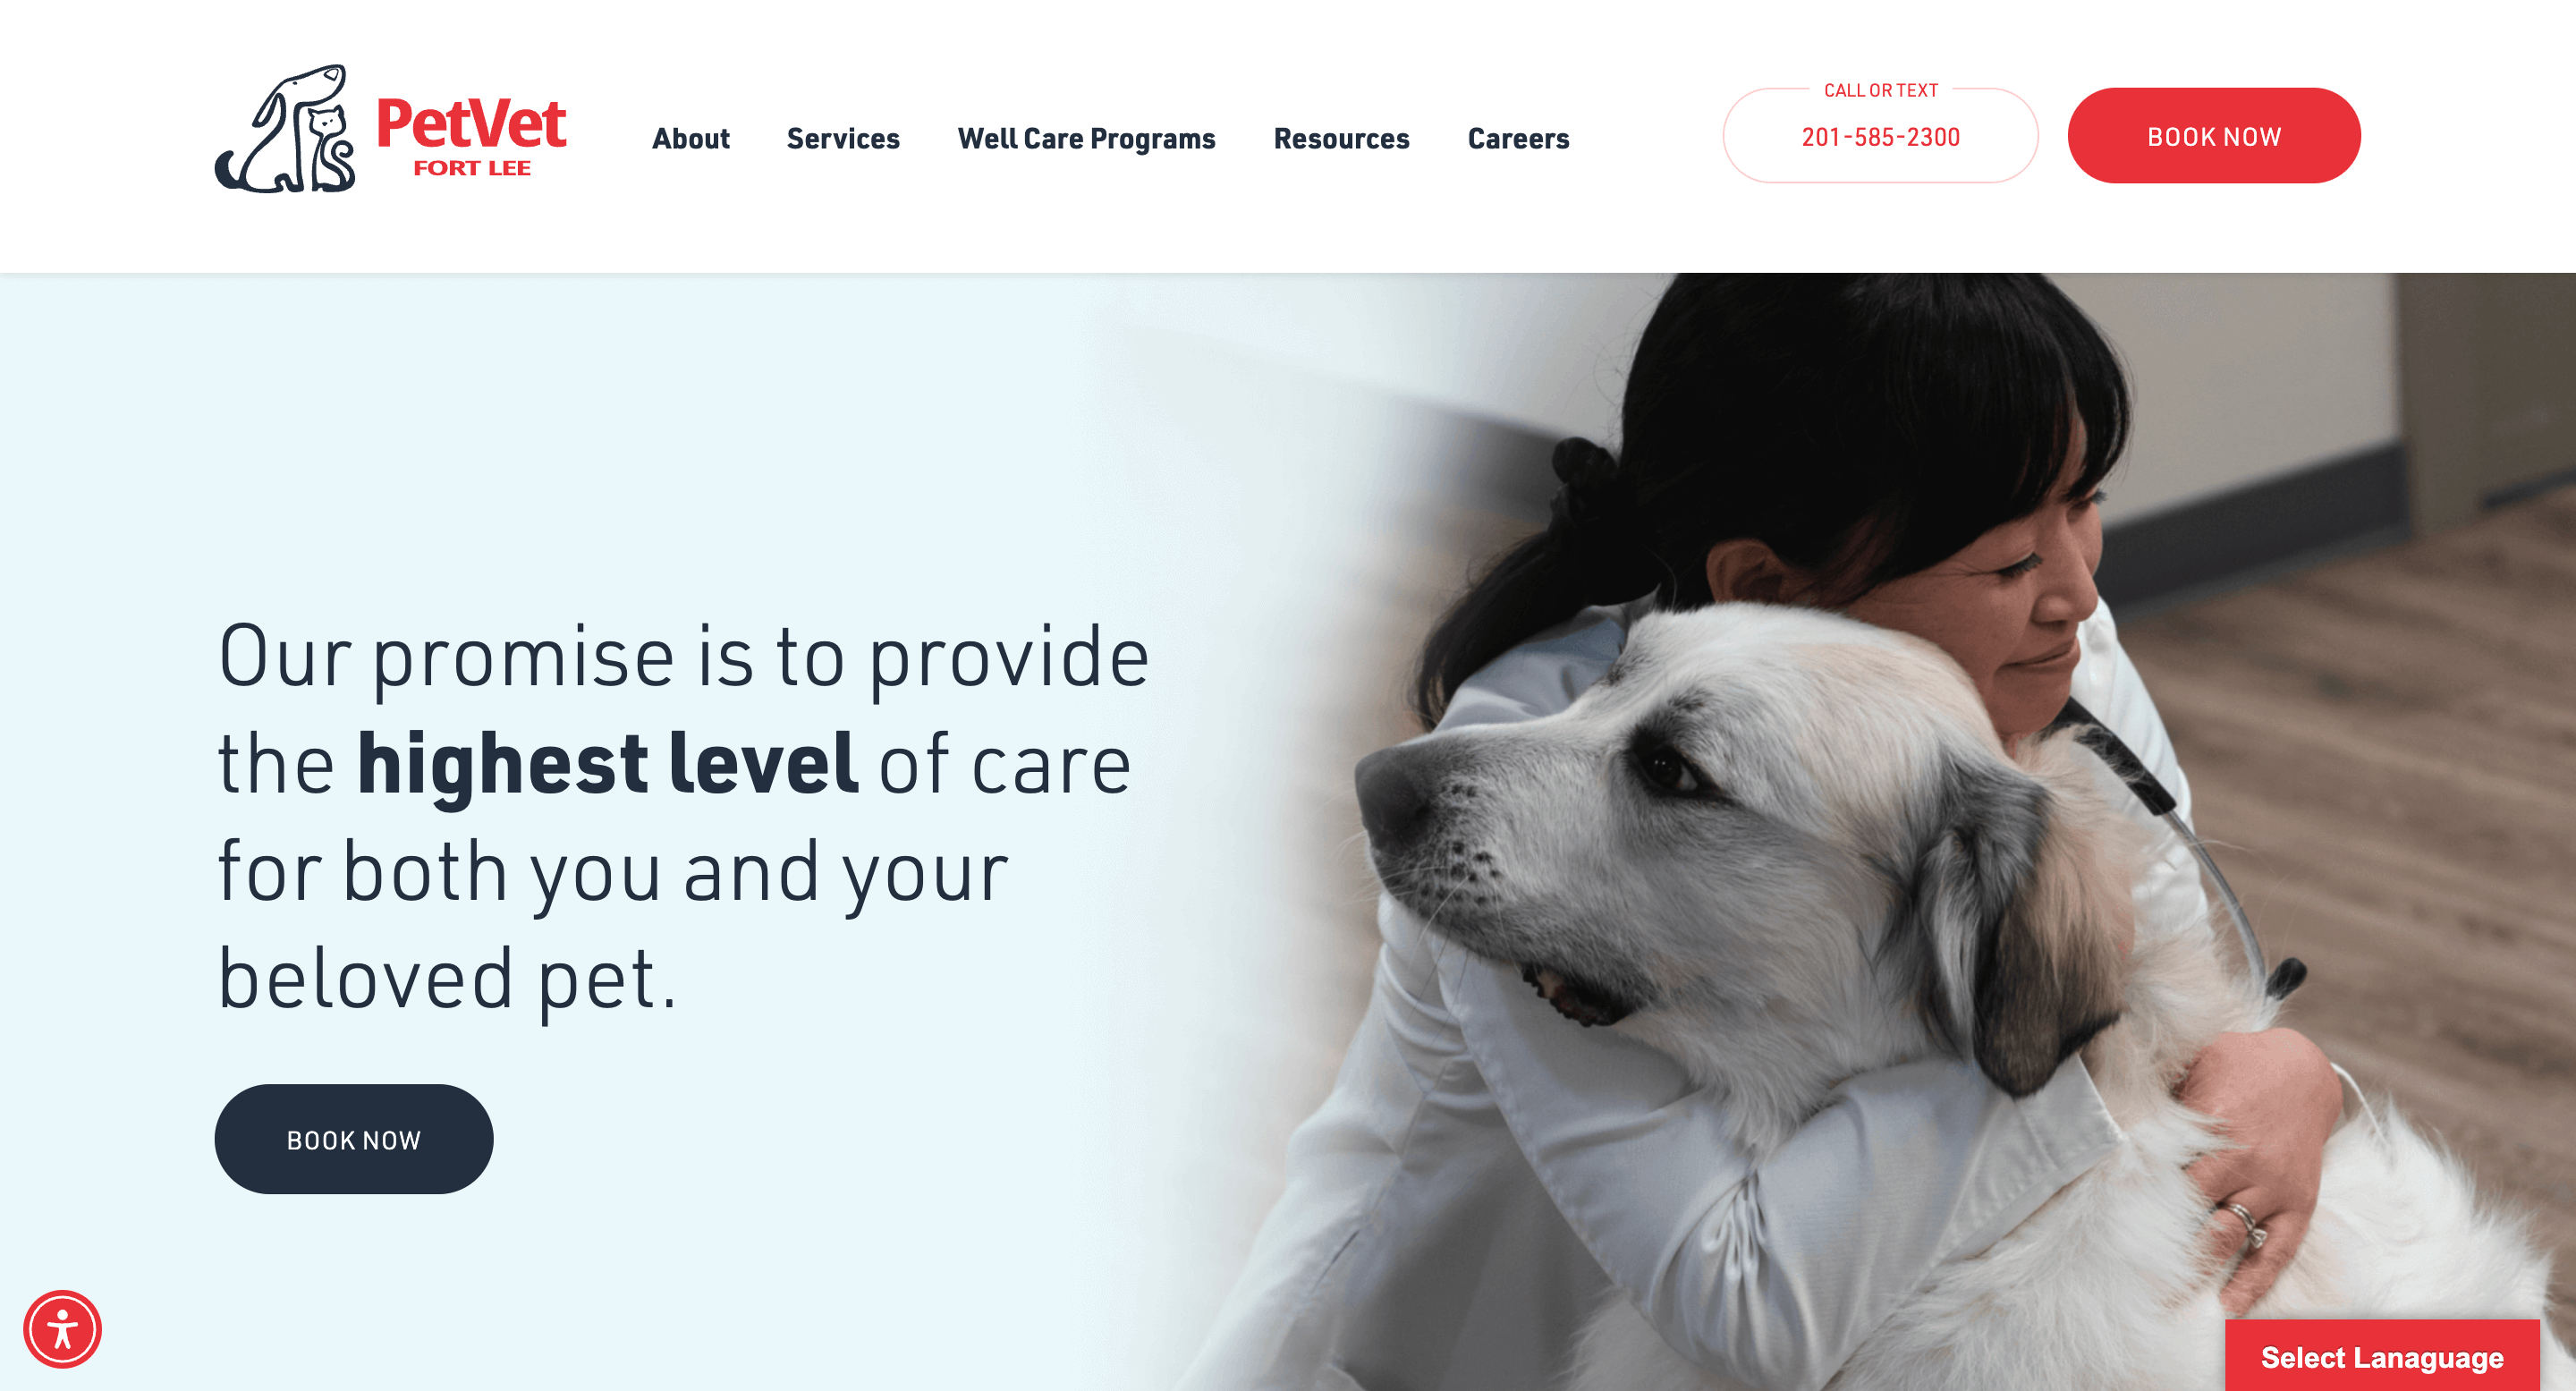 PetVet
FORT LEE
About
Services
Well Care Programs
Resources
Careers
CALL OR TEXT
201-585-2300
BOOK NOW
Our promise is to provide
the highest level of care
for both you and your
beloved pet.
BOOK NOW
Select Lanaguage